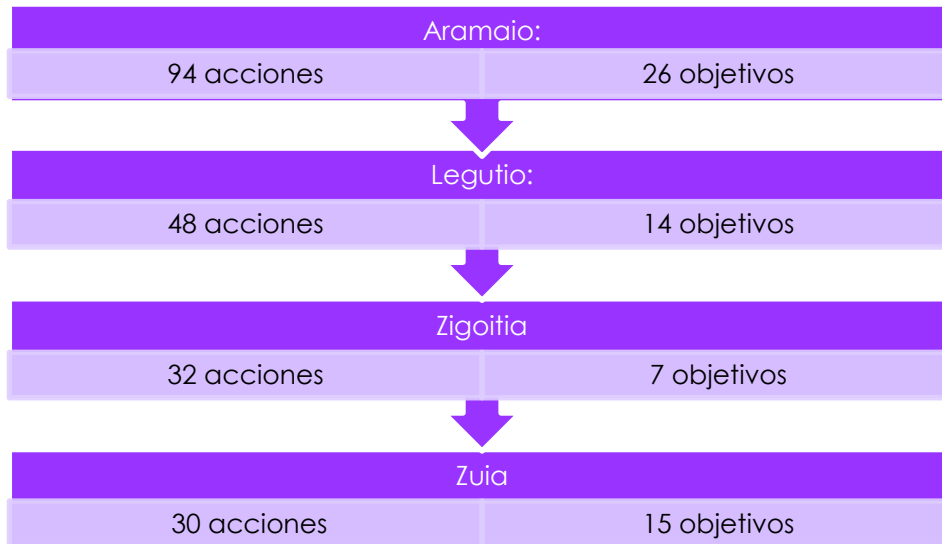 Aramaio:
94 acciones 26 objetivos
Legutio:
48 acciones 14 objetivos
Zigoitia
32 acciones 7 objetivos
Zuia
30 acciones 15 objetivos